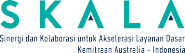 SKALA
Sinergi dan Kolaborasi untuk Akselerasi Layanan Dasar
Kemitraan Australia - Indonesia